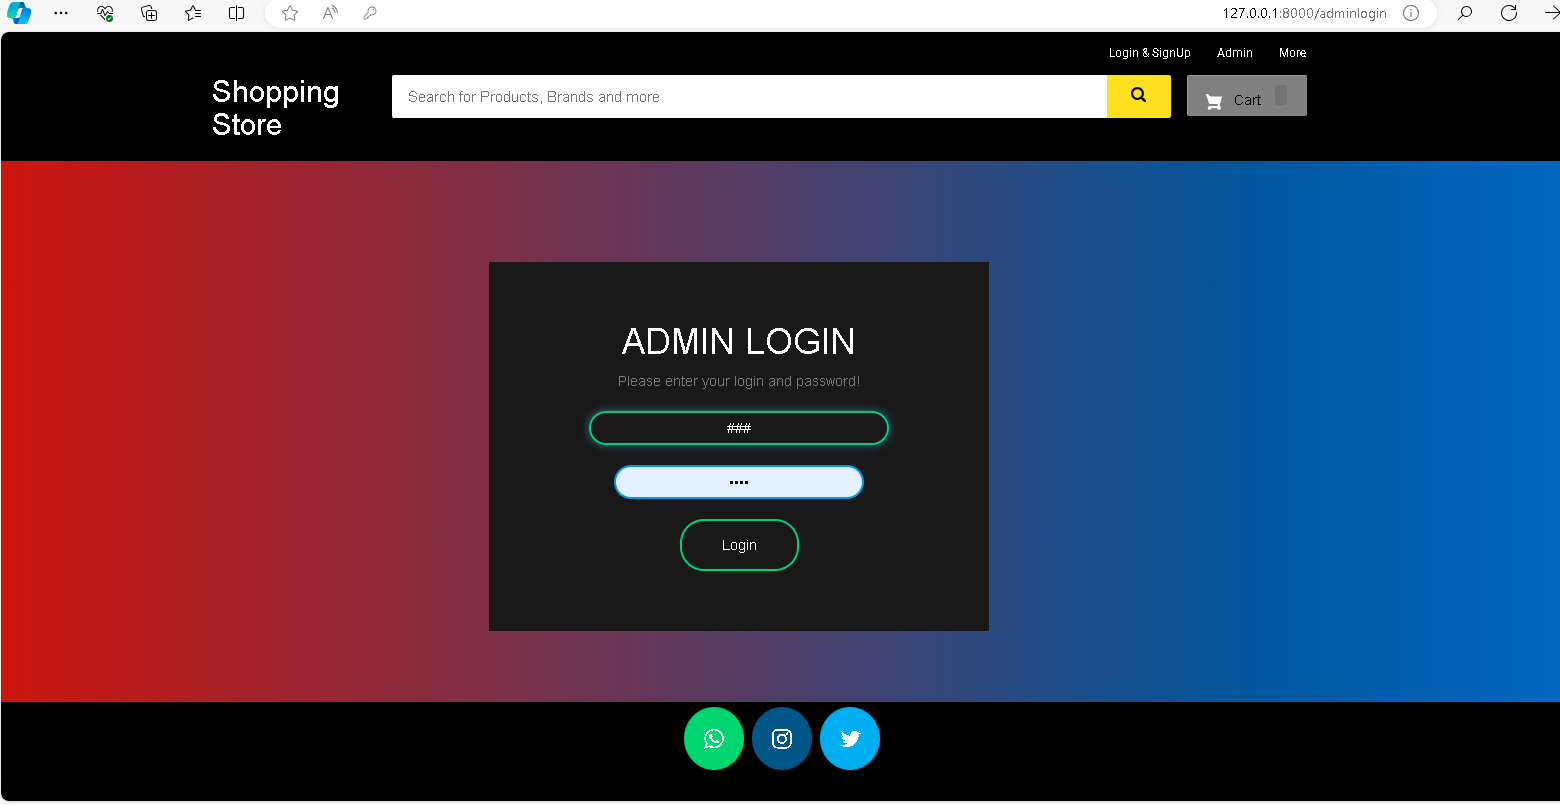 127.0.0.1:8000/adminlogin
Login & SignUp Admin More
Shopping
Store
Search for Products, Brands and more
Cart
ADMIN LOGIN
Please enter your login and password!
###
••••
Login